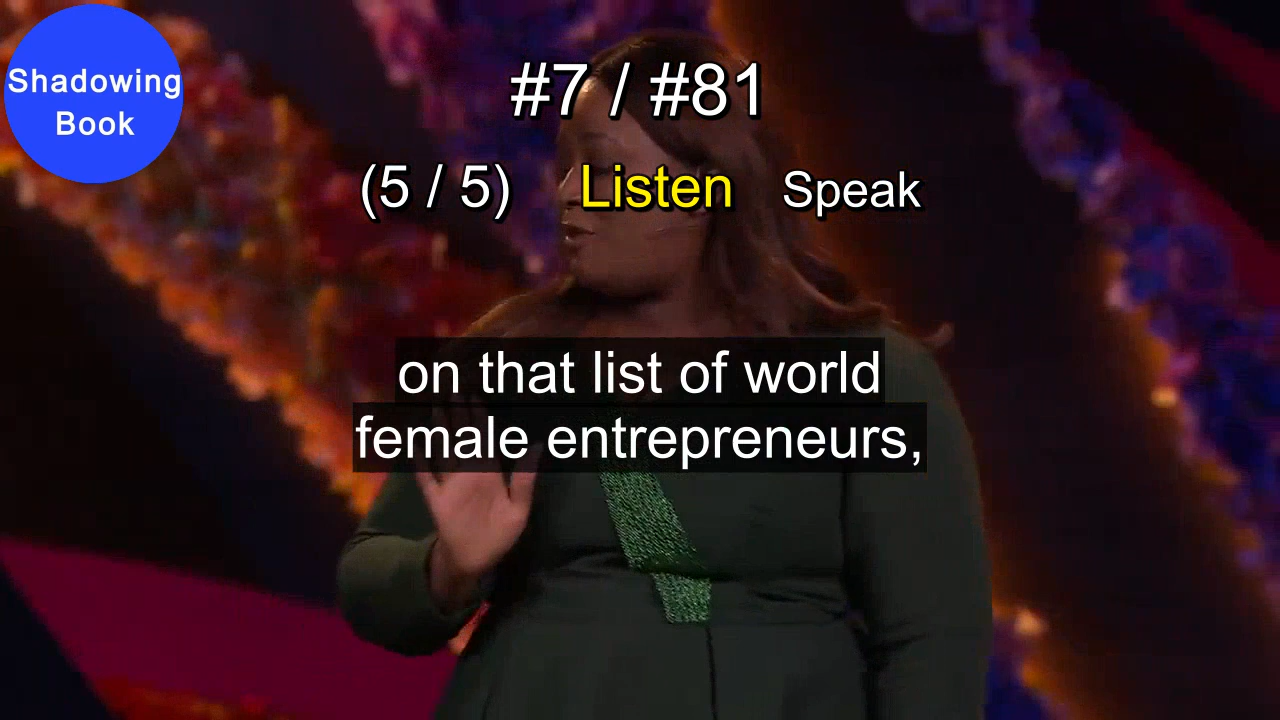 Shadowing
Book
#7 / #81
(5 / 5) Listen Speak
on that list of world
female entrepreneurs,